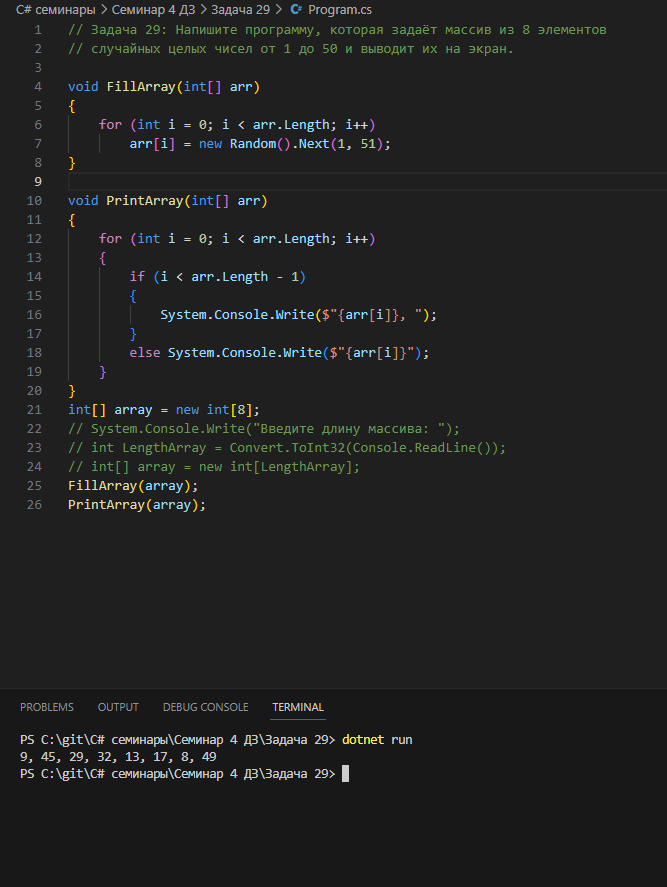 C# семинары > Семинар 4 ДЗ > Задача 29 > C# Program.cs
1 // Задача 29: Напишите программу, которая задаёт массив из 8 элементов
2 // случайных целых чисел от 1 до 50 и выводит их на экран.
3
4 void FillArray(int[] arr)
5 {
6 for (int i = 0; i < arr.Length; i++)
7 arr[i] = new Random().Next(1, 51);
8 }
9
10 void PrintArray(int[] arr)
11 {
12 for (int i = 0; i < arr.Length; i++)
13 {
14 if (i < arr.Length - 1)
15 {
16 System.Console.Write($"{arr[i]}, ");
17 }
18 else System.Console.Write($"{arr[i]}");
19 }
20 }
21 int[] array = new int[8];
22 // System.Console.Write("Введите длину массива: ");
23 // int LengthArray = Convert.ToInt32(Console.ReadLine());
24 // int[] array = new int[LengthArray];
25 FillArray(array);
26 PrintArray(array);
PROBLEMS OUTPUT DEBUG CONSOLE TERMINAL
PS C:\git\C# семинары\Семинар 4 ДЗ\Задача 29> dotnet run
9, 45, 29, 32, 13, 17, 8, 49
PS C:\git\C# семинары\Семинар 4 ДЗ\Задача 29>